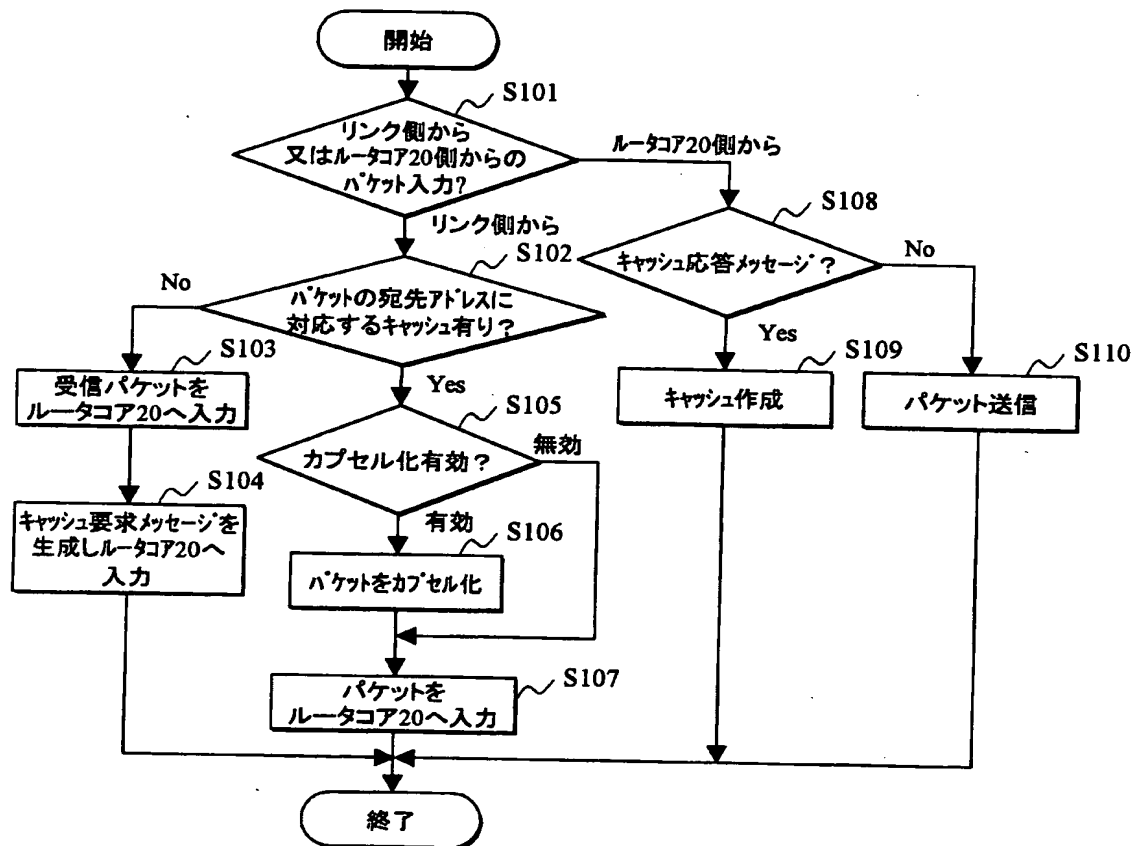 開始
S101
リンク側から
又はルータコア20側からの
パケット入力?
ルータコア20側から
リンク側から
S108
キャッシュ応答メッセージ?
No
Yes
S102
パケットの宛先アドレスに
対応するキャッシュ有り?
No
Yes
S103
受信パケットを
ルータコア20へ入力
S109
キャッシュ作成
S110
パケット送信
S105
カプセル化有効?
無効
有効
S104
キャッシュ要求メッセージを
生成しルータコア20へ
入力
S106
パケットをカプセル化
S107
パケットを
ルータコア20へ入力
終了